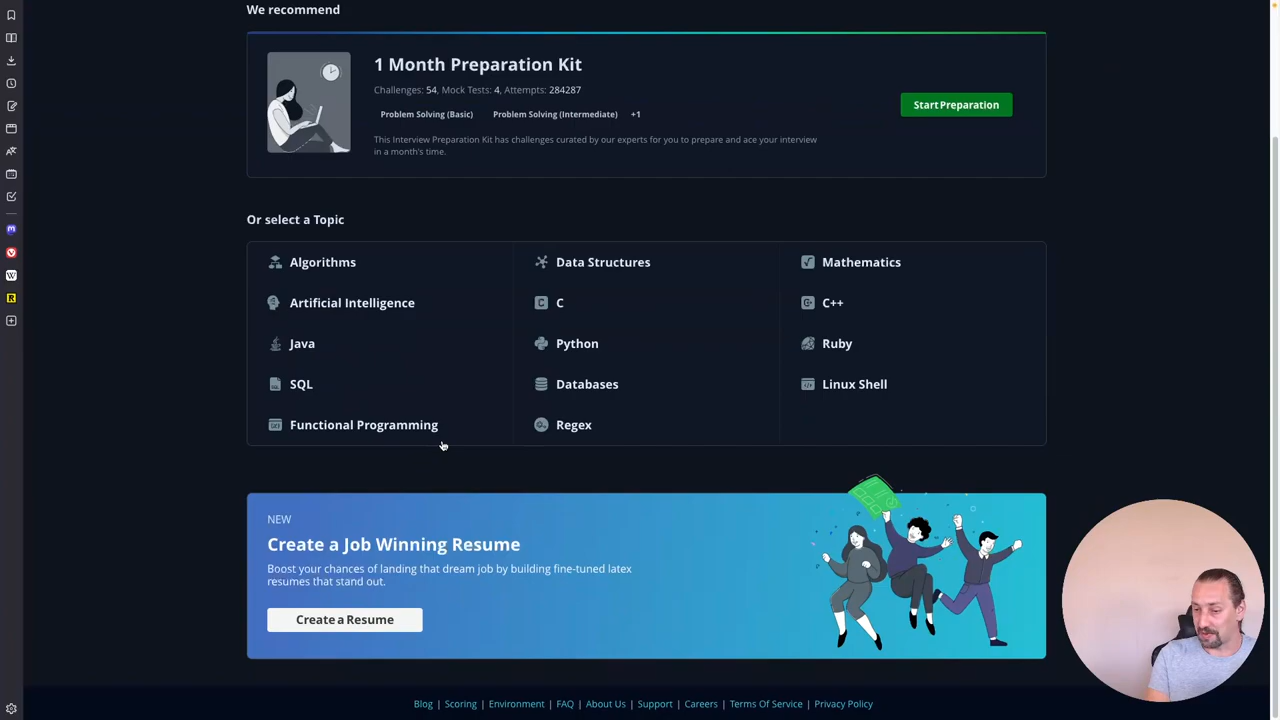 We recommend
1 Month Preparation Kit
Challenges: 54, Mock Tests: 4, Attempts: 284287
Problem Solving (Basic) Problem Solving (Intermediate) +1
This Interview Preparation Kit has challenges curated by our experts for you to prepare and ace your interview
in a month's time.
Start Preparation
Or select a Topic
Algorithms
Data Structures
Mathematics
Artificial Intelligence
C
C++
Java
Python
Ruby
SQL
Databases
Linux Shell
Functional Programming
Regex
NEW
Create a Job Winning Resume
Boost your chances of landing that dream job by building fine-tuned latex
resumes that stand out.
Create a Resume
Blog | Scoring | Environment | FAQ | About Us | Support | Careers | Terms Of Service | Privacy Policy